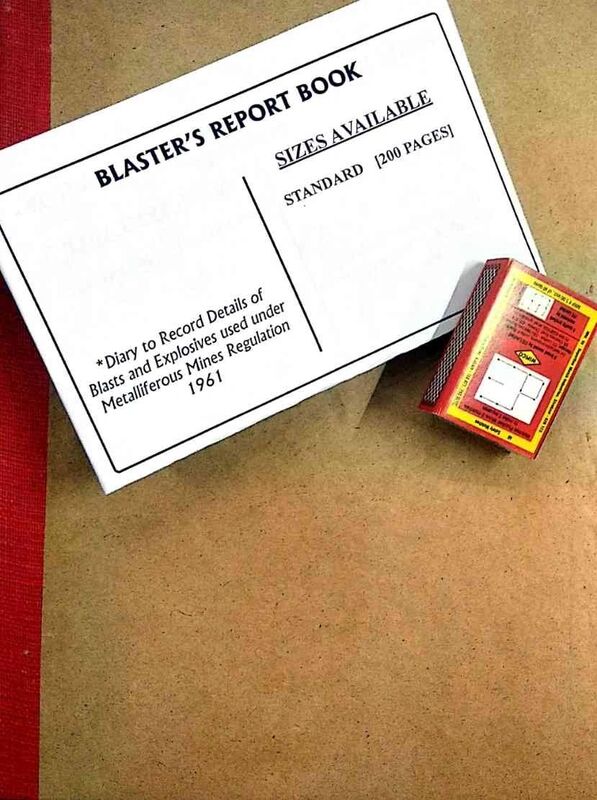 BLASTER'S REPORT BOOK
SIZES AVAILABLE
STANDARD [200 PAGES]
*Diary to Record Details of
Blasts and Explosives used under
Metalliferous Mines Regulation
1961
WIMCO